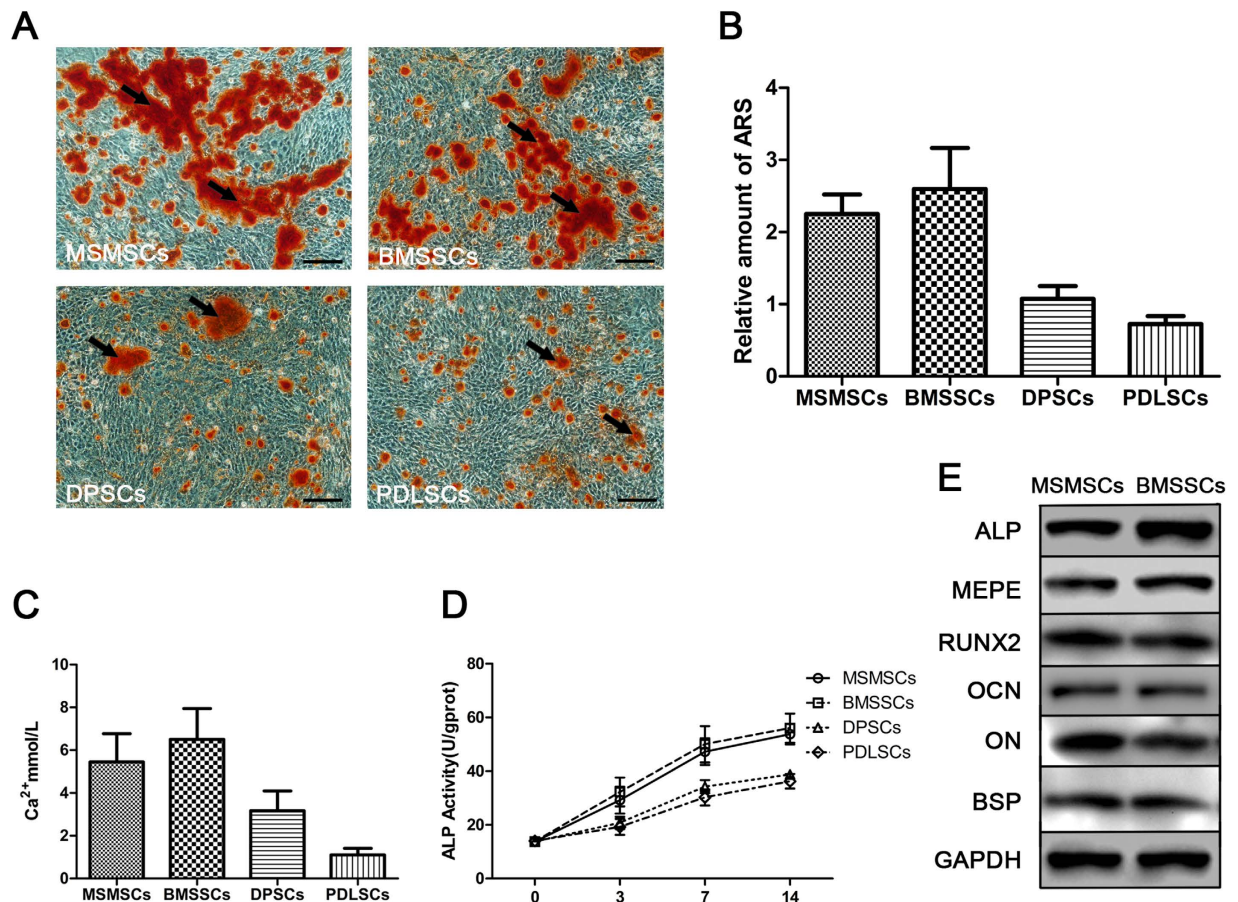 A
MSMSCs
BMSSCs
DPSCs
PDLSCs
B
Relative amount of ARS
4
3
2
1
0
MSMSCs BMSSCs DPSCs PDLSCs
C
Ca2+mmol/L
10
8
6
4
2
0
MSMSCs BMSSCs DPSCs PDLSCs
D
ALP Activity(U/gprot)
80
60
40
20
0
0 3 7 14
MSMSCs
BMSSCs
DPSCs
PDLSCs
E
MSMSCs BMSSCs
ALP
MEPE
RUNX2
OCN
ON
BSP
GAPDH